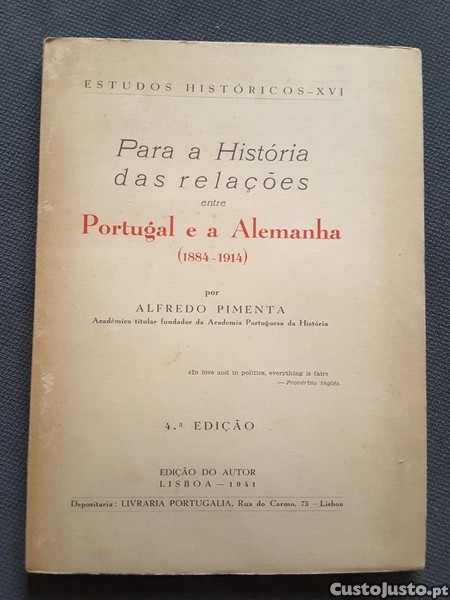 ESTUDOS HISTÓRICOS-XVI
Para a História
das relações
entre
Portugal e a Alemanha
(1884-1914)
por
ALFREDO PIMENTA
Académico titular fundador da Academia Portuguesa da História
«In love and in politics, everything is fair»
— Provérbio inglês.
4.ª EDIÇÃO
EDIÇÃO DO AUTOR
LISBOA — 1941
Depositaria: LIVRARIA PORTUGALIA, Rua do Carmo, 75 — Lisboa
CustoJusto.pt